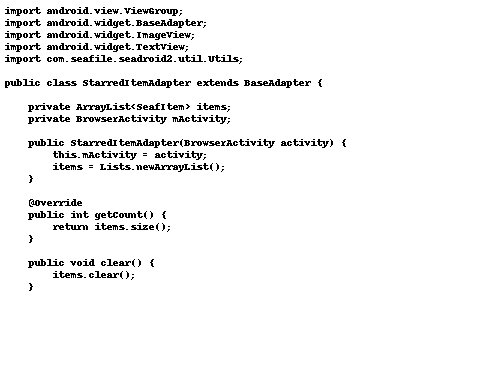 import android.view.ViewGroup;
import android.widget.BaseAdapter;
import android.widget.ImageView;
import android.widget.TextView;
import com.seafile.seadroid2.util.Utils;

public class StarredItemAdapter extends BaseAdapter {

    private ArrayList<SeafItem> items;
    private BrowserActivity mActivity;

    public StarredItemAdapter(BrowserActivity activity) {
        this.mActivity = activity;
        items = Lists.newArrayList();
    }

    @Override
    public int getCount() {
        return items.size();
    }

    public void clear() {
        items.clear();
    }